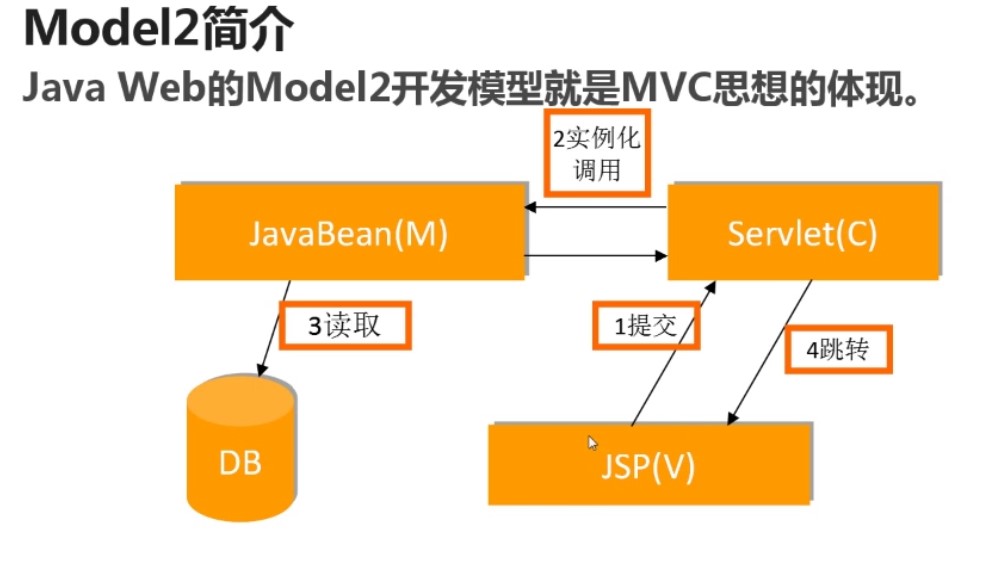 Model2简介
Java Web的Model2开发模型就是MVC思想的体现。
2实例化
调用
JavaBean(M)
Servlet(C)
3读取
1提交
4跳转
DB
JSP(V)